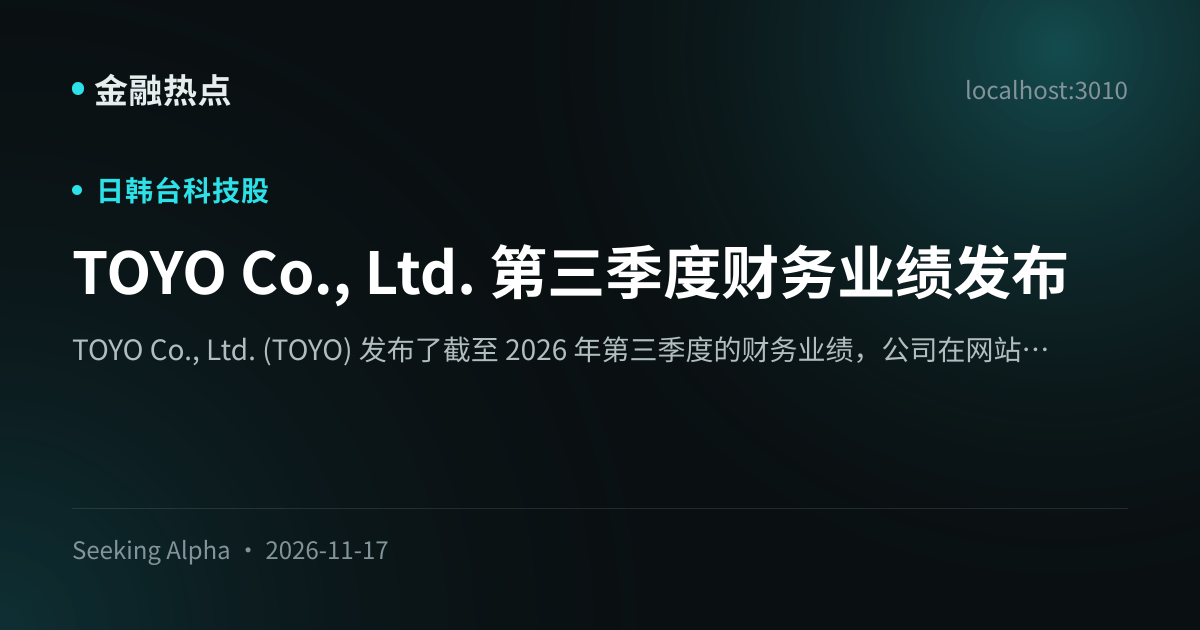 金融热点
localhost:3010
日韩台科技股
TOYO Co., Ltd. 第三季度财务业绩发布
TOYO Co., Ltd. (TOYO) 发布了截至 2026 年第三季度的财务业绩，公司在网站…
Seeking Alpha · 2026-11-17